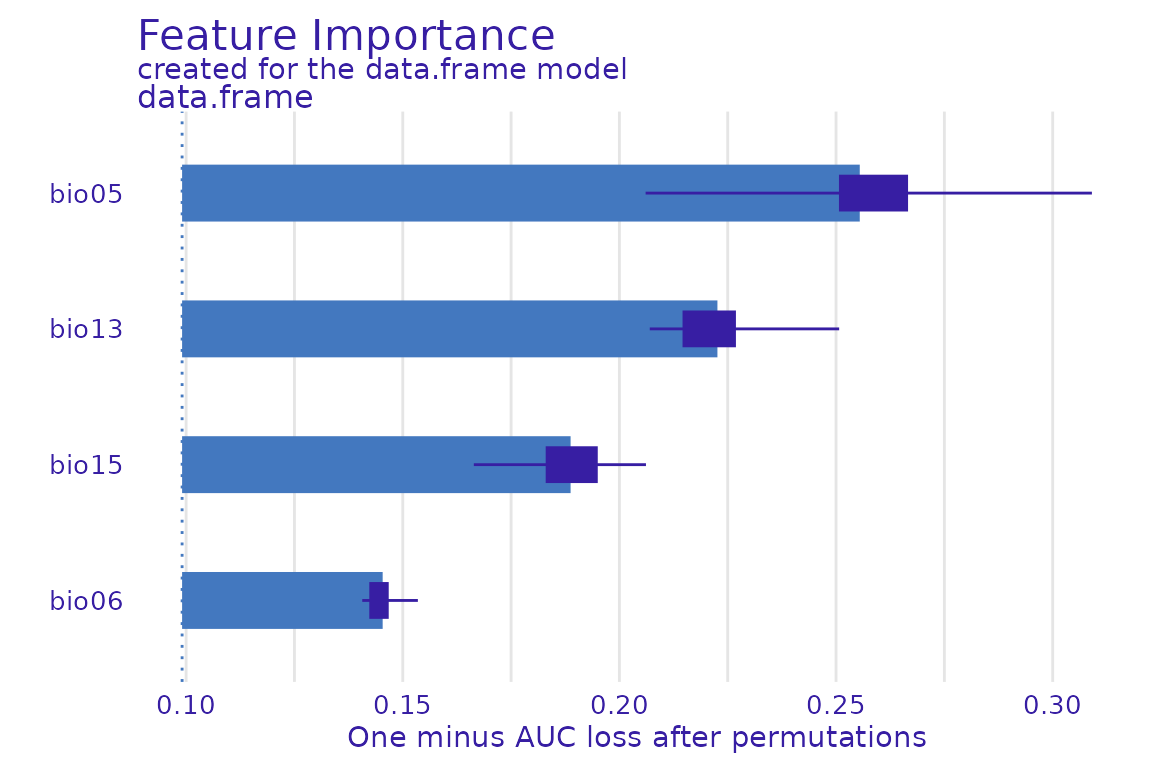 Feature Importance
created for the data.frame model
data.frame
bio05
bio13
bio15
bio06
0.10 0.15 0.20 0.25 0.30
One minus AUC loss after permutations